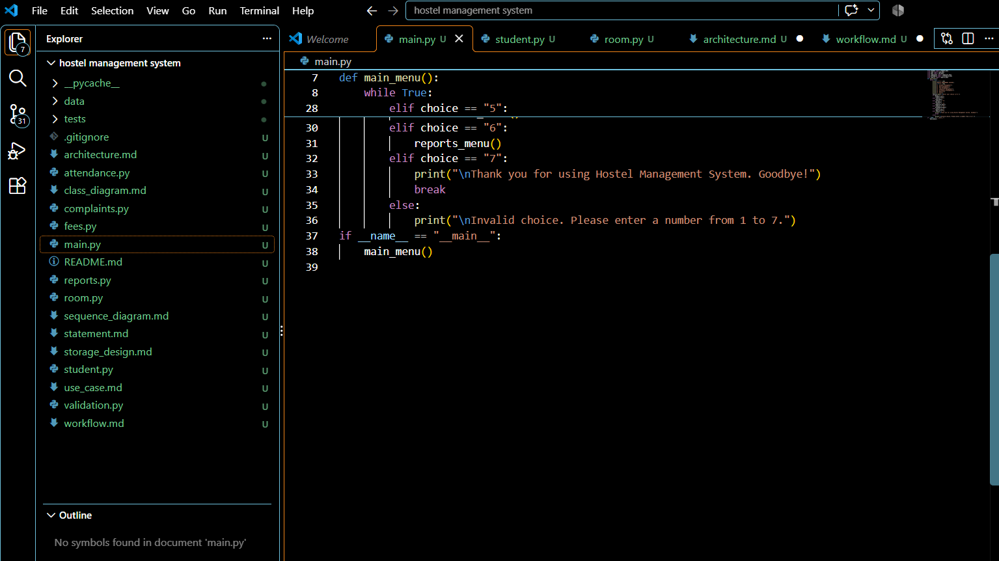 File Edit Selection View Go Run Terminal Help
hostel management system
7
Explorer
Welcome
main.py U
student.py U
room.py U
architecture.md U
workflow.md U
hostel management system
__pycache__
data
31
tests
.gitignore U
architecture.md U
attendance.py U
class_diagram.md U
complaints.py U
fees.py U
main.py U
README.md U
reports.py U
room.py U
sequence_diagram.md U
statement.md U
storage_design.md U
student.py U
use_case.md U
validation.py U
workflow.md U
Outline
No symbols found in document 'main.py'
main.py
7 def main_menu():
8 while True:
28 elif choice == "5":
30 elif choice == "6":
31 reports_menu()
32 elif choice == "7":
33 print("\nThank you for using Hostel Management System. Goodbye!")
34 break
35 else:
36 print("\nInvalid choice. Please enter a number from 1 to 7.")
37 if __name__ == "__main__":
38 main_menu()
39